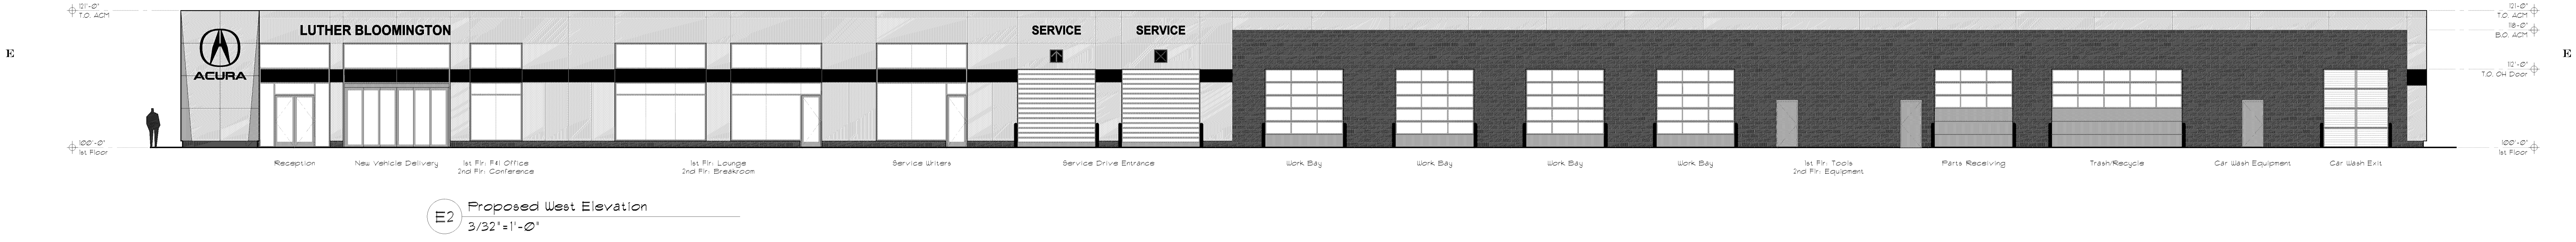 121'-0"
T.O. ACM
121'-0"
T.O. ACM
118'-0"
B.O. ACM
LUTHER BLOOMINGTON
SERVICE
SERVICE
E
E
ACURA
112'-0"
T.O. OH Door
100'-0"
1st Floor
100'-0"
1st Floor
Reception
New Vehicle Delivery
1st Flr: F&I Office
2nd Flr: Conference
1st Flr: Lounge
2nd Flr: Breakroom
Service Writers
Service Drive Entrance
Work Bay
Work Bay
Work Bay
Work Bay
1st Flr: Tools
2nd Flr: Equipment
Parts Receiving
Trash/Recycle
Car Wash Equipment
Car Wash Exit
E2
Proposed West Elevation
3/32"=1'-0"